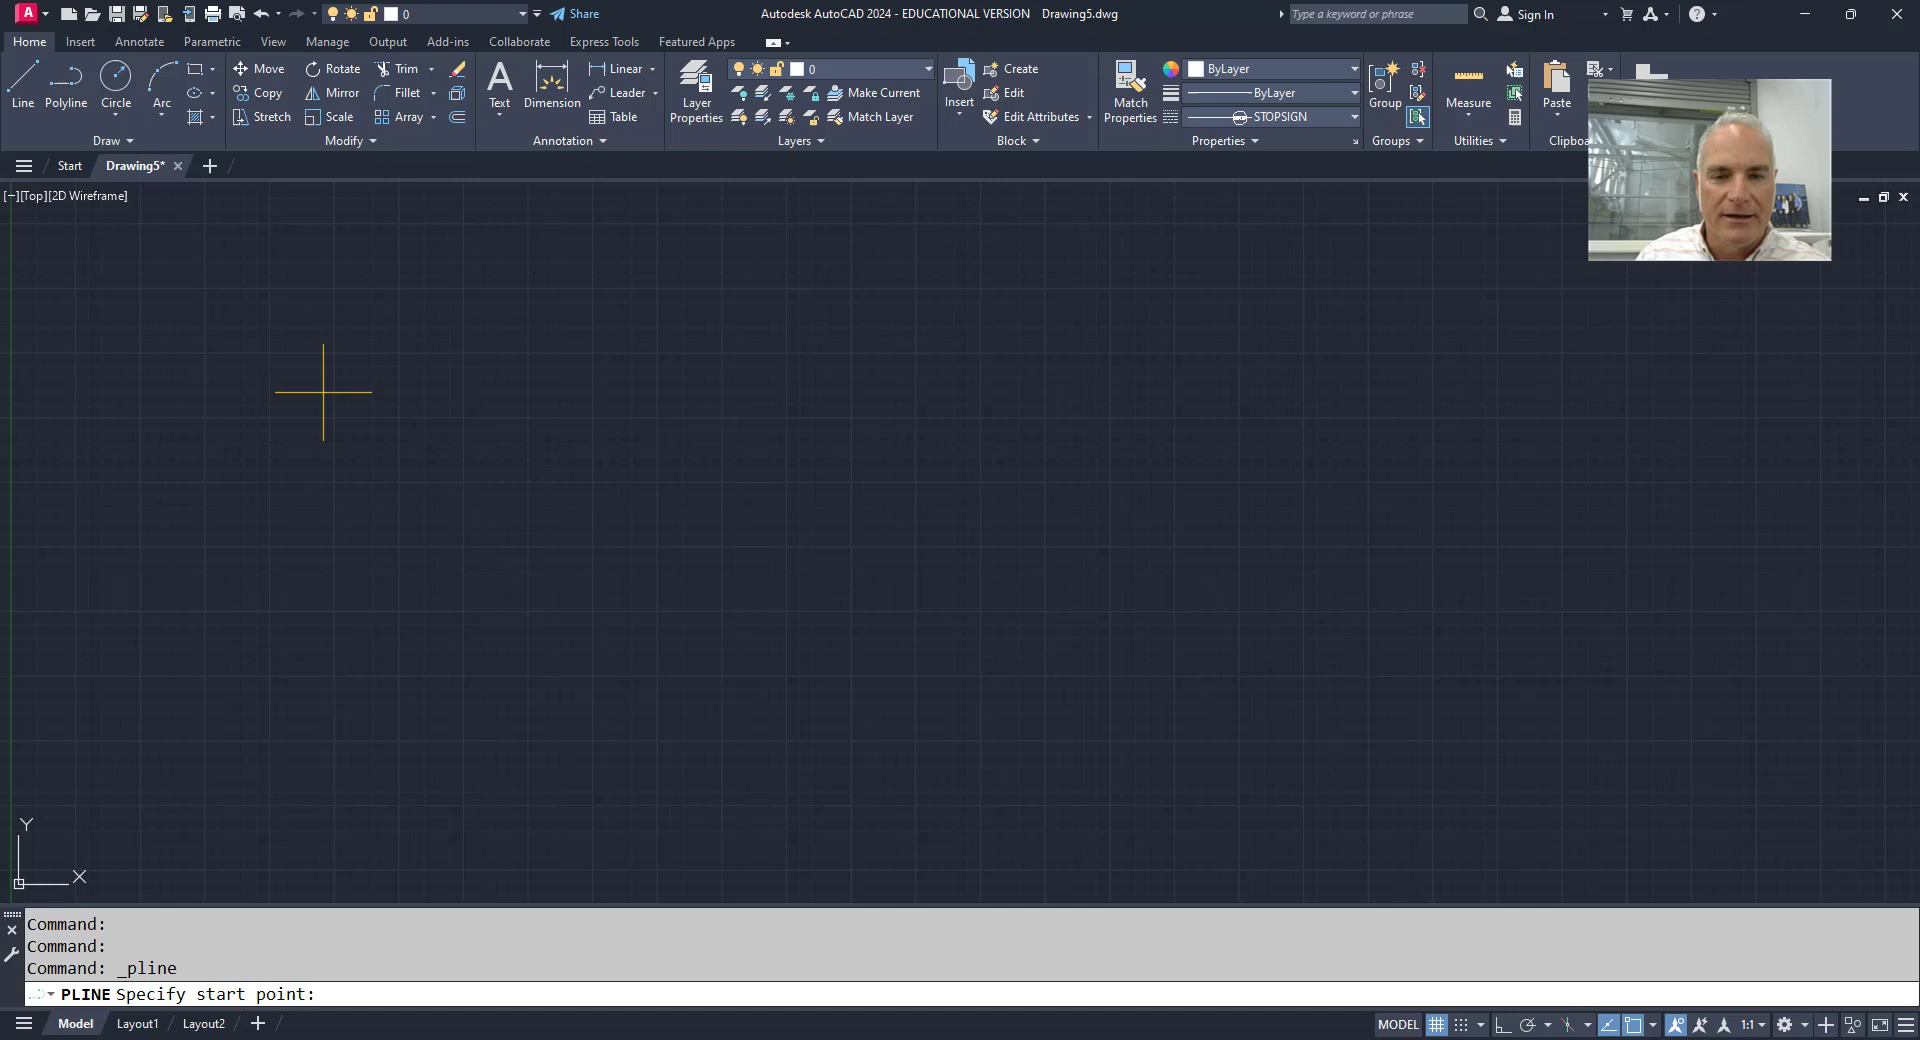 A
0
Share
Autodesk AutoCAD 2024 - EDUCATIONAL VERSION Drawing5.dwg
Type a keyword or phrase
Sign In
Home Insert Annotate Parametric View Manage Output Add-ins Collaborate Express Tools Featured Apps
Line
Polyline
Circle
Arc
Draw
Move
Rotate
Trim
Copy
Mirror
Fillet
Stretch
Scale
Array
Modify
A
Text
Dimension
Linear
Leader
Table
Annotation
Layer
Properties
0
Make Current
Match Layer
Layers
Insert
Create
Edit
Edit Attributes
Block
Match
Properties
ByLayer
ByLayer
STOPSIGN
Properties
Group
Groups
Measure
Utilities
Paste
Clipboa
Start
Drawing5*
[−][Top][2D Wireframe]
Y
X
Command:
Command:
Command: _pline
PLINE Specify start point:
Model Layout1 Layout2
MODEL
1:1